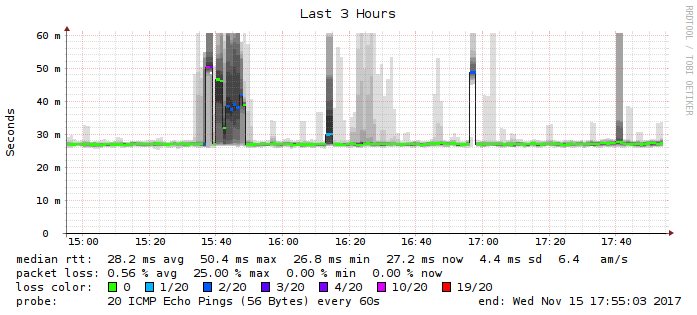 Last 3 Hours
RRDTOOL / TOBI OETIKER
Seconds
60 m
50 m
40 m
30 m
20 m
10 m
0
15:00 15:20 15:40 16:00 16:20 16:40 17:00 17:20 17:40
median rtt: 28.2 ms avg 50.4 ms max 26.8 ms min 27.2 ms now 4.4 ms sd 6.4 am/s
packet loss: 0.56 % avg 25.00 % max 0.00 % min 0.00 % now
loss color: 0 1/20 2/20 3/20 4/20 10/20 19/20
probe: 20 ICMP Echo Pings (56 Bytes) every 60s end: Wed Nov 15 17:55:03 2017